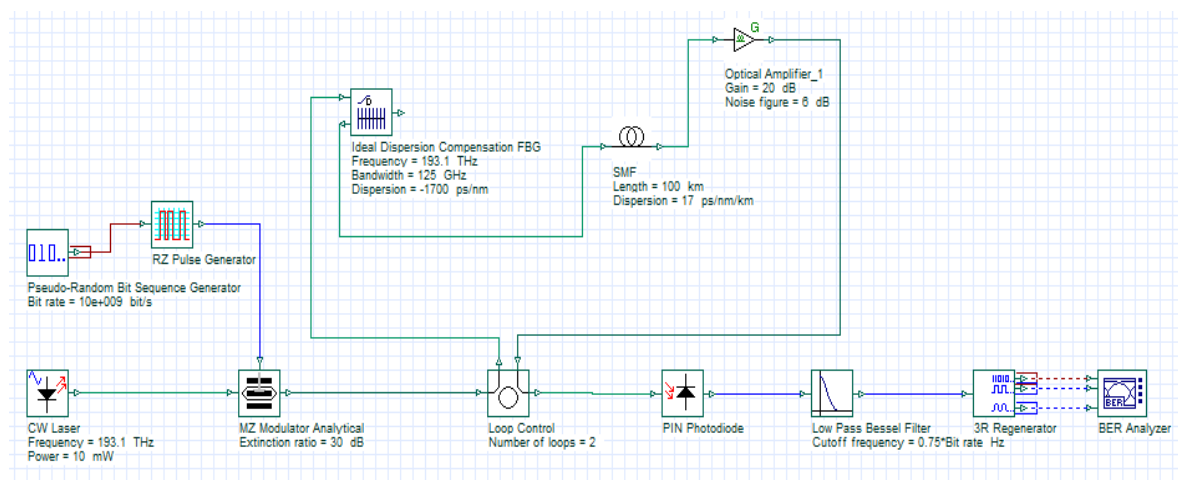 G
Optical Amplifier_1
Gain = 20 dB
Noise figure = 6 dB
D
Ideal Dispersion Compensation FBG
Frequency = 193.1 THz
Bandwidth = 125 GHz
Dispersion = -1700 ps/nm
SMF
Length = 100 km
Dispersion = 17 ps/nm/km
010..
RZ Pulse Generator
Pseudo-Random Bit Sequence Generator
Bit rate = 10e+009 bit/s
CW Laser
Frequency = 193.1 THz
Power = 10 mW
MZ Modulator Analytical
Extinction ratio = 30 dB
Loop Control
Number of loops = 2
PIN Photodiode
Low Pass Bessel Filter
Cutoff frequency = 0.75*Bit rate Hz
3R Regenerator
BER
BER Analyzer